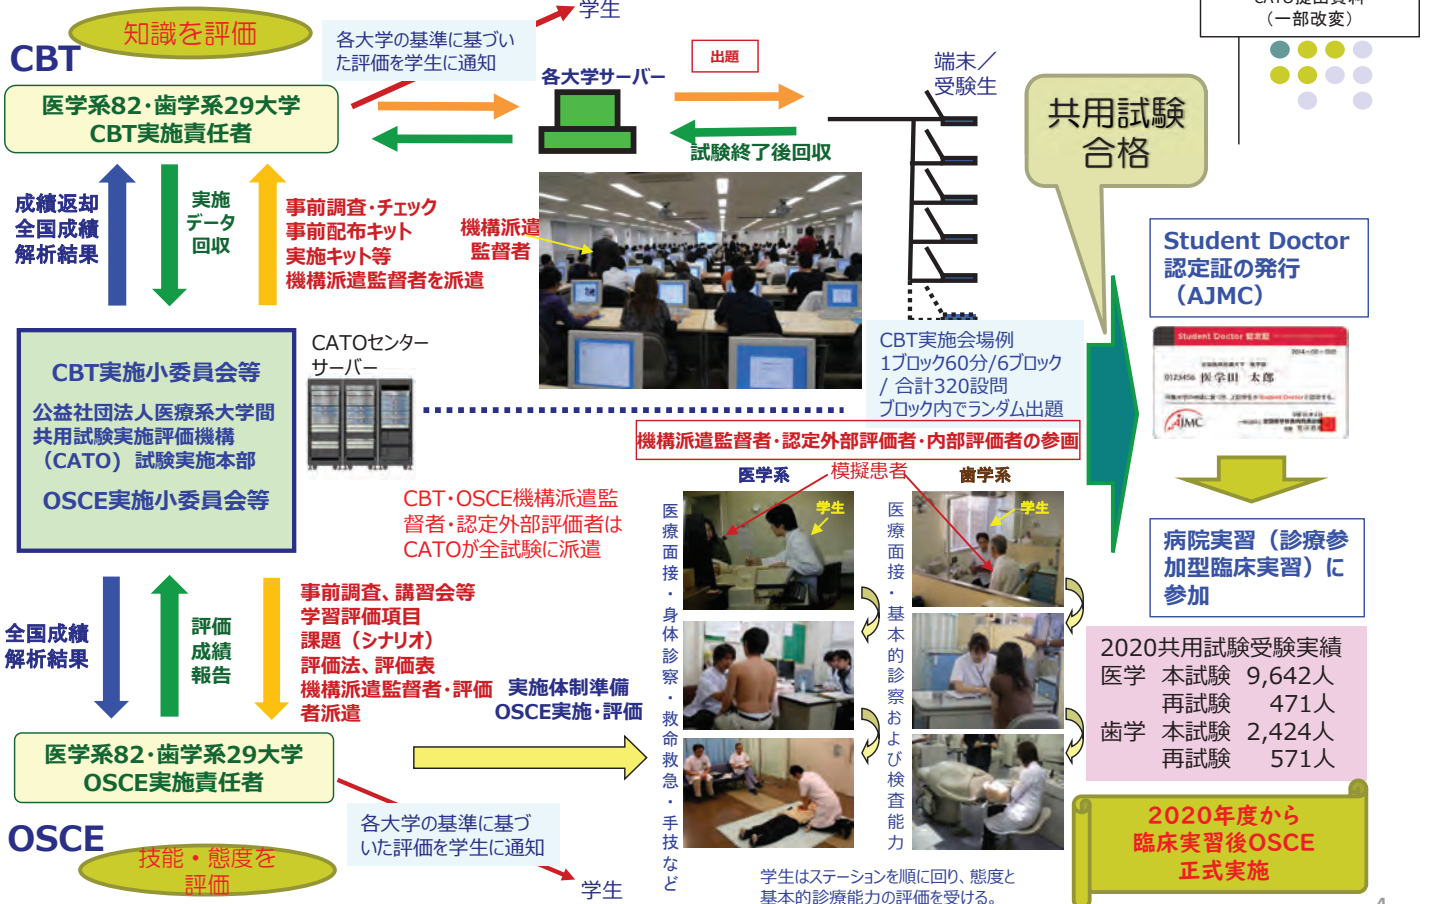 CATO提出資料
（一部改変）
知識を評価
CBT
学生
各大学の基準に基づい
た評価を学生に通知
医学系82・歯学系29大学
CBT実施責任者
各大学サーバー
出題
試験終了後回収
端末／
受験生
共用試験
合格
成績返却
全国成績
解析結果
実施
データ
回収
事前調査・チェック
事前配布キット
実施キット等
機構派遣監督者を派遣
機構派遣
監督者
Student Doctor
認定証の発行
（AJMC）
Student Doctor 認定証
0123456 医学田 太郎
AJMC
CBT実施小委員会等
公益社団法人医療系大学間
共用試験実施評価機構
（CATO）試験実施本部
OSCE実施小委員会等
CATOセンター
サーバー
CBT実施会場例
1ブロック60分/6ブロック
/ 合計320設問
ブロック内でランダム出題
機構派遣監督者・認定外部評価者・内部評価者の参画
医学系
模擬患者
歯学系
CBT・OSCE機構派遣監
督者・認定外部評価者は
CATOが全試験に派遣
医療面接・身体診察・救命救急・手技など
学生
医療面接・基本的診察および検査能力
学生
病院実習（診療参
加型臨床実習）に
参加
全国成績
解析結果
評価
成績
報告
事前調査、講習会等
学習評価項目
課題（シナリオ）
評価法、評価表
機構派遣監督者・評価
者派遣
実施体制準備
OSCE実施・評価
2020共用試験受験実績
医学 本試験 9,642人
再試験 471人
歯学 本試験 2,424人
再試験 571人
医学系82・歯学系29大学
OSCE実施責任者
OSCE
技能・態度を
評価
各大学の基準に基づ
いた評価を学生に通知
学生
学生はステーションを順に回り、態度と
基本的診療能力の評価を受ける。
2020年度から
臨床実習後OSCE
正式実施